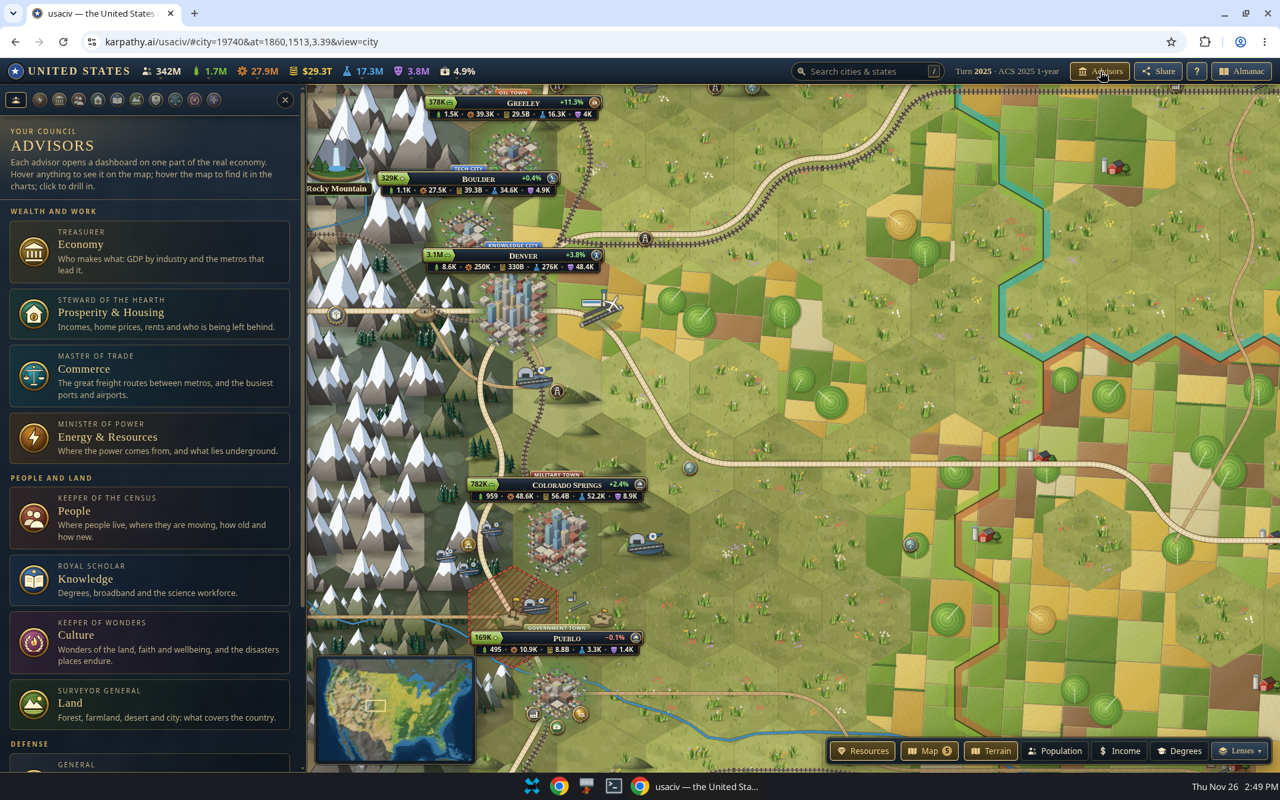 usaciv — the United States
karpathy.ai/usaciv/#city=19740&at=1860,1513,3.39&view=city
UNITED STATES
342M
1.7M
27.9M
$29.3T
17.3M
3.8M
4.9%
Search cities & states
/
Turn 2025 · ACS 2025 1-year
Advisors
Share
?
Almanac
YOUR COUNCIL
ADVISORS
Each advisor opens a dashboard on one part of the real economy.
Hover anything to see it on the map; hover the map to find it in the
charts; click to drill in.
WEALTH AND WORK
TREASURER
Economy
Who makes what: GDP by industry and the metros that
lead it.
STEWARD OF THE HEARTH
Prosperity & Housing
Incomes, home prices, rents and who is being left behind.
MASTER OF TRADE
Commerce
The great freight routes between metros, and the busiest
ports and airports.
MINISTER OF POWER
Energy & Resources
Where the power comes from, and what lies underground.
PEOPLE AND LAND
KEEPER OF THE CENSUS
People
Where people live, where they are moving, how old and
how new.
ROYAL SCHOLAR
Knowledge
Degrees, broadband and the science workforce.
KEEPER OF WONDERS
Culture
Wonders of the land, faith and wellbeing, and the disasters
places endure.
SURVEYOR GENERAL
Land
Forest, farmland, desert and city: what covers the country.
DEFENSE
GENERAL
OIL TOWN
378K GREELEY +11.3%
1.5K · 39.3K · 29.5B · 16.3K · 4K
TECH CITY
329K BOULDER +0.4%
1.1K · 27.5K · 39.3B · 34.6K · 4.9K
Rocky Mountain
KNOWLEDGE CITY
3.1M DENVER +3.8%
8.6K · 250K · 330B · 276K · 48.4K
MILITARY TOWN
782K COLORADO SPRINGS +2.4%
959 · 48.6K · 56.4B · 52.2K · 8.9K
GOVERNMENT TOWN
169K PUEBLO −0.1%
495 · 10.9K · 8.8B · 3.3K · 1.4K
Resources
Map 5
Terrain
Population
Income
Degrees
Lenses
usaciv — the United Sta...
Thu Nov 26 2:49 PM